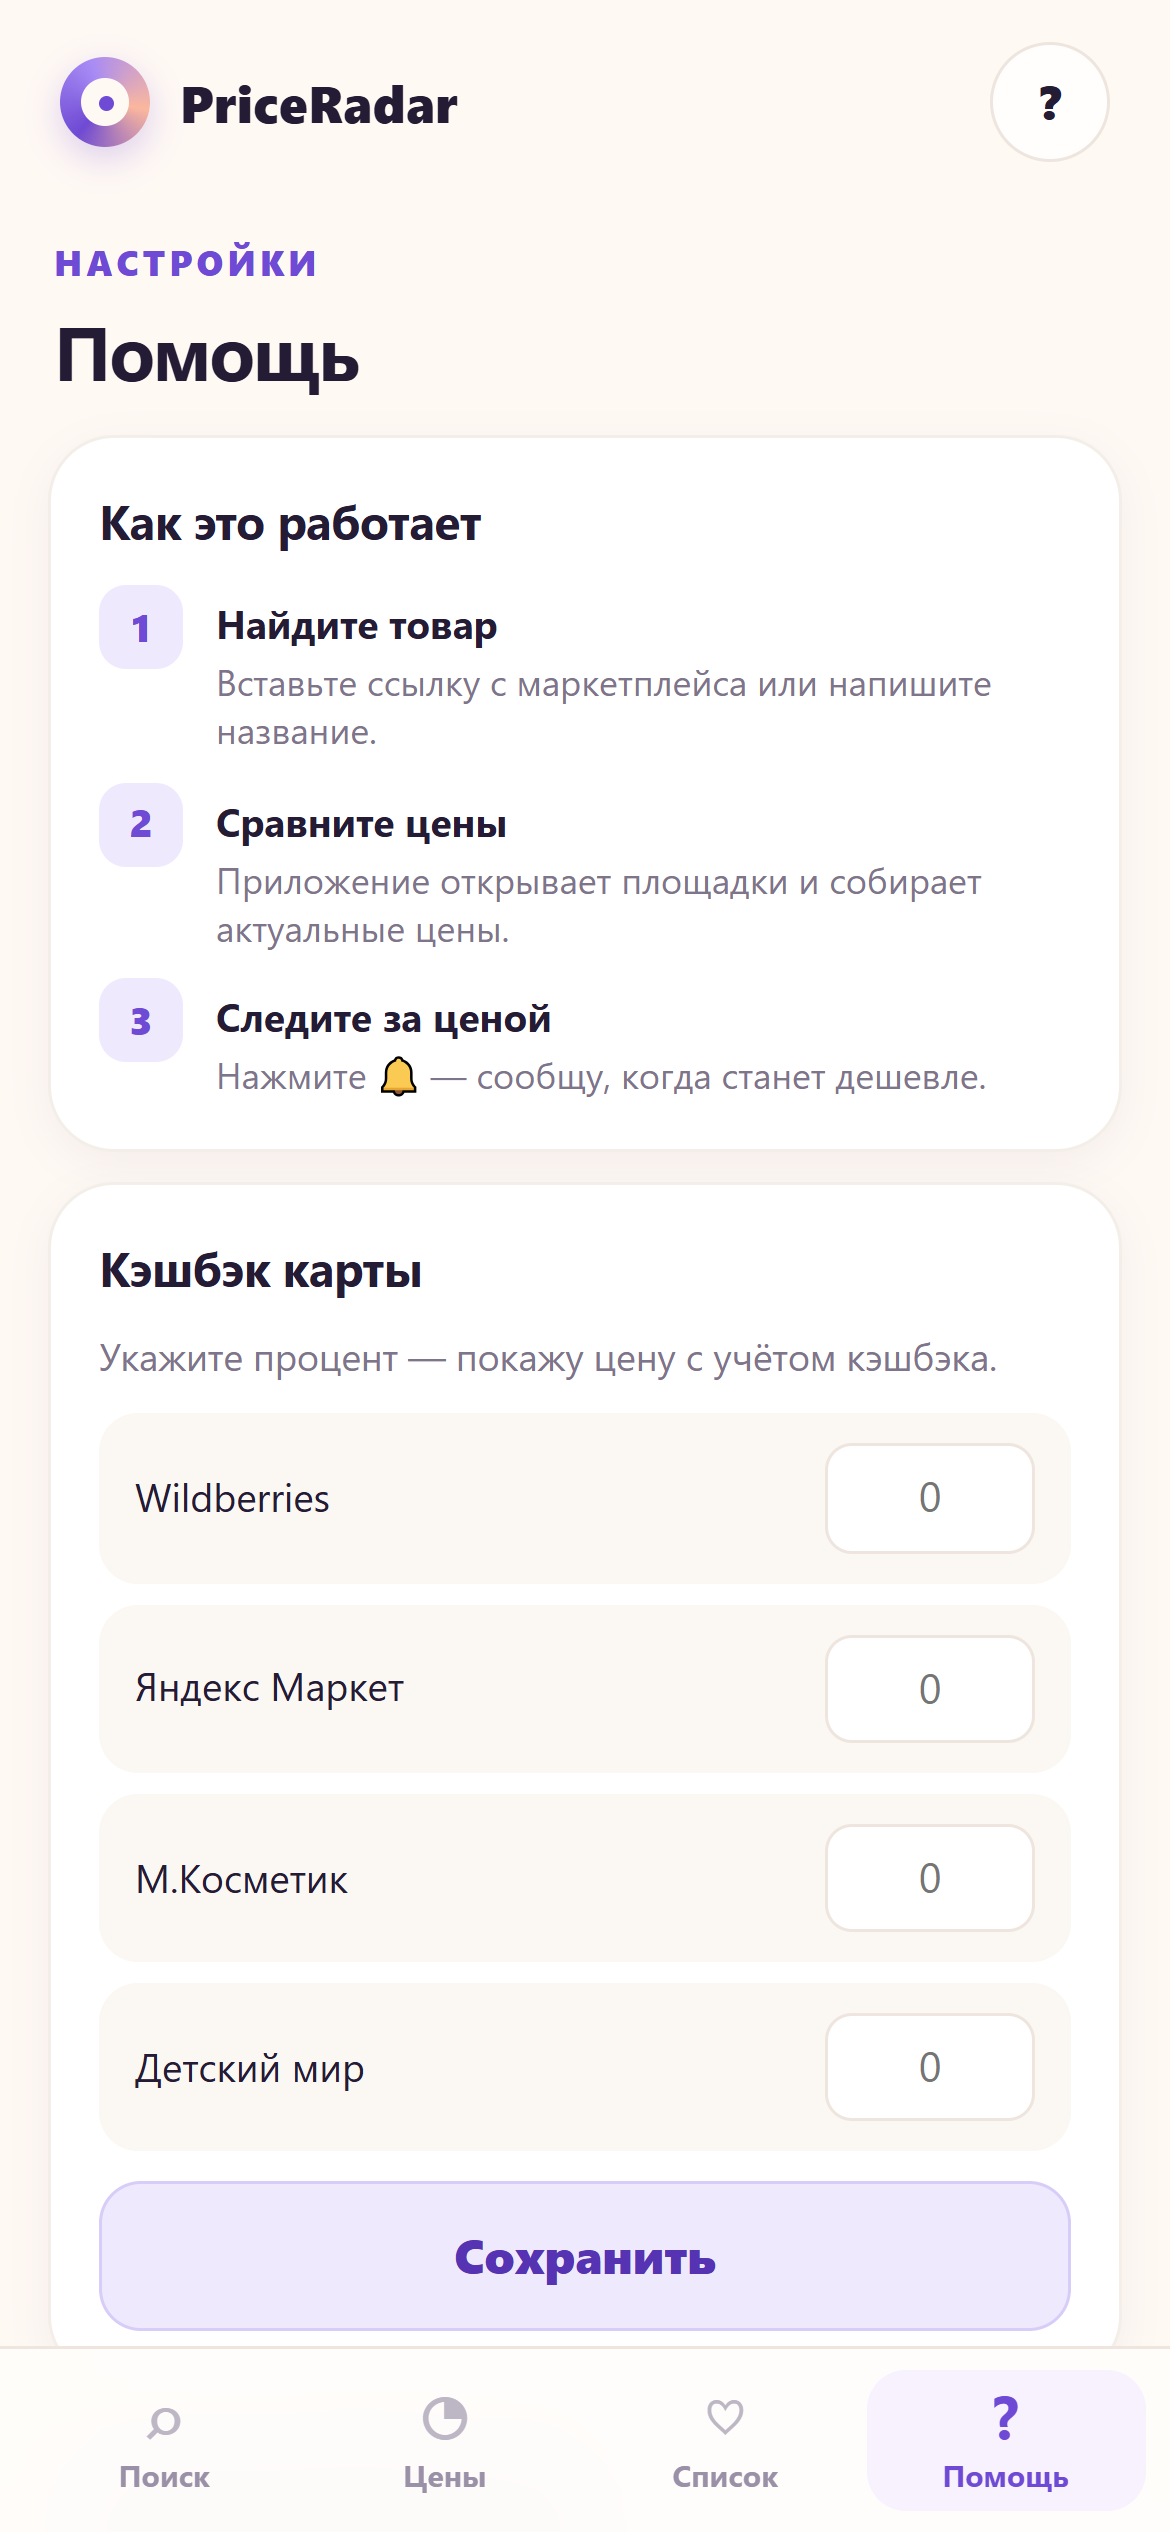 PriceRadar
?
НАСТРОЙКИ
Помощь
Как это работает
1
Найдите товар
Вставьте ссылку с маркетплейса или напишите
название.
2
Сравните цены
Приложение открывает площадки и собирает
актуальные цены.
3
Следите за ценой
Нажмите 🔔 — сообщу, когда станет дешевле.
Кэшбэк карты
Укажите процент — покажу цену с учётом кэшбэка.
Wildberries
0
Яндекс Маркет
0
М.Косметик
0
Детский мир
0
Сохранить
Поиск
Цены
Список
?
Помощь